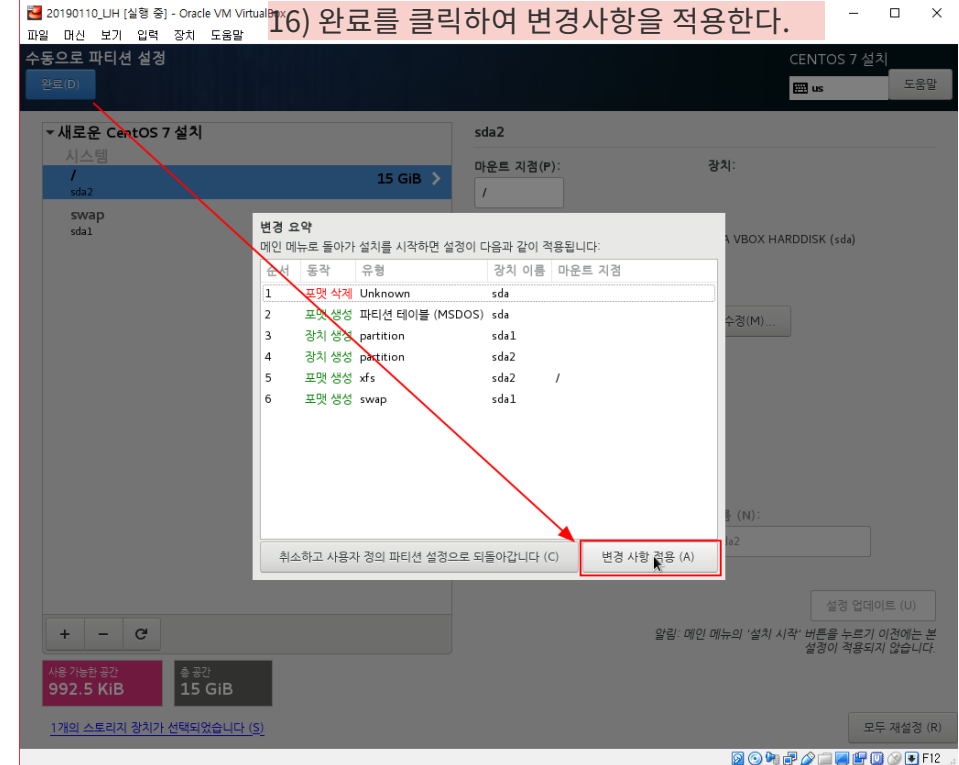 20190110_LJH [실행 중] - Oracle VM VirtualBox
16) 완료를 클릭하여 변경사항을 적용한다.
파일 머신 보기 입력 장치 도움말
수동으로 파티션 설정
CENTOS 7 설치
완료(D)
us
도움말
새로운 CentOS 7 설치
시스템
/
15 GiB
sda2
swap
sda1
sda2
마운트 지점(P):
장치:
/
A VBOX HARDDISK (sda)
수정(M)...
변경 요약
메인 메뉴로 돌아가 설치를 시작하면 설정이 다음과 같이 적용됩니다:
순서 동작 유형 장치 이름 마운트 지점
1 포맷 삭제 Unknown sda
2 포맷 생성 파티션 테이블 (MSDOS) sda
3 장치 생성 partition sda1
4 장치 생성 partition sda2
5 포맷 생성 xfs sda2 /
6 포맷 생성 swap sda1
취소하고 사용자 정의 파티션 설정으로 되돌아갑니다 (C)
변경 사항 적용 (A)
(N):
da2
설정 업데이트 (U)
알림: 메인 메뉴의 '설치 시작' 버튼을 누르기 이전에는 본
설정이 적용되지 않습니다.
+ −
사용 가능한 공간
992.5 KiB
총 공간
15 GiB
1개의 스토리지 장치가 선택되었습니다 (S)
모두 재설정 (R)
F12